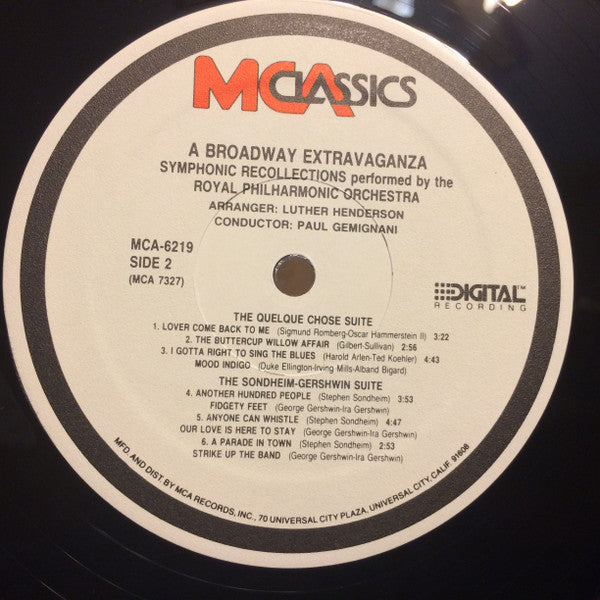 MCA CLASSICS
A BROADWAY EXTRAVAGANZA
SYMPHONIC RECOLLECTIONS performed by the
ROYAL PHILHARMONIC ORCHESTRA
ARRANGER: LUTHER HENDERSON
CONDUCTOR: PAUL GEMIGNANI
MCA-6219
SIDE 2
(MCA 7327)
DIGITAL™
RECORDING
THE QUELQUE CHOSE SUITE
1. LOVER COME BACK TO ME (Sigmund Romberg-Oscar Hammerstein II) 3:22
2. THE BUTTERCUP WILLOW AFFAIR (Gilbert-Sullivan) 2:56
3. I GOTTA RIGHT TO SING THE BLUES (Harold Arlen-Ted Koehler) 4:43
MOOD INDIGO (Duke Ellington-Irving Mills-Alband Bigard)
THE SONDHEIM-GERSHWIN SUITE
4. ANOTHER HUNDRED PEOPLE (Stephen Sondheim) 3:53
FIDGETY FEET (George Gershwin-Ira Gershwin)
5. ANYONE CAN WHISTLE (Stephen Sondheim) 4:47
OUR LOVE IS HERE TO STAY (George Gershwin-Ira Gershwin)
6. A PARADE IN TOWN (Stephen Sondheim) 2:53
STRIKE UP THE BAND (George Gershwin-Ira Gershwin)
MFD. AND DIST. BY MCA RECORDS, INC., 70 UNIVERSAL CITY PLAZA, UNIVERSAL CITY, CALIF. 91608